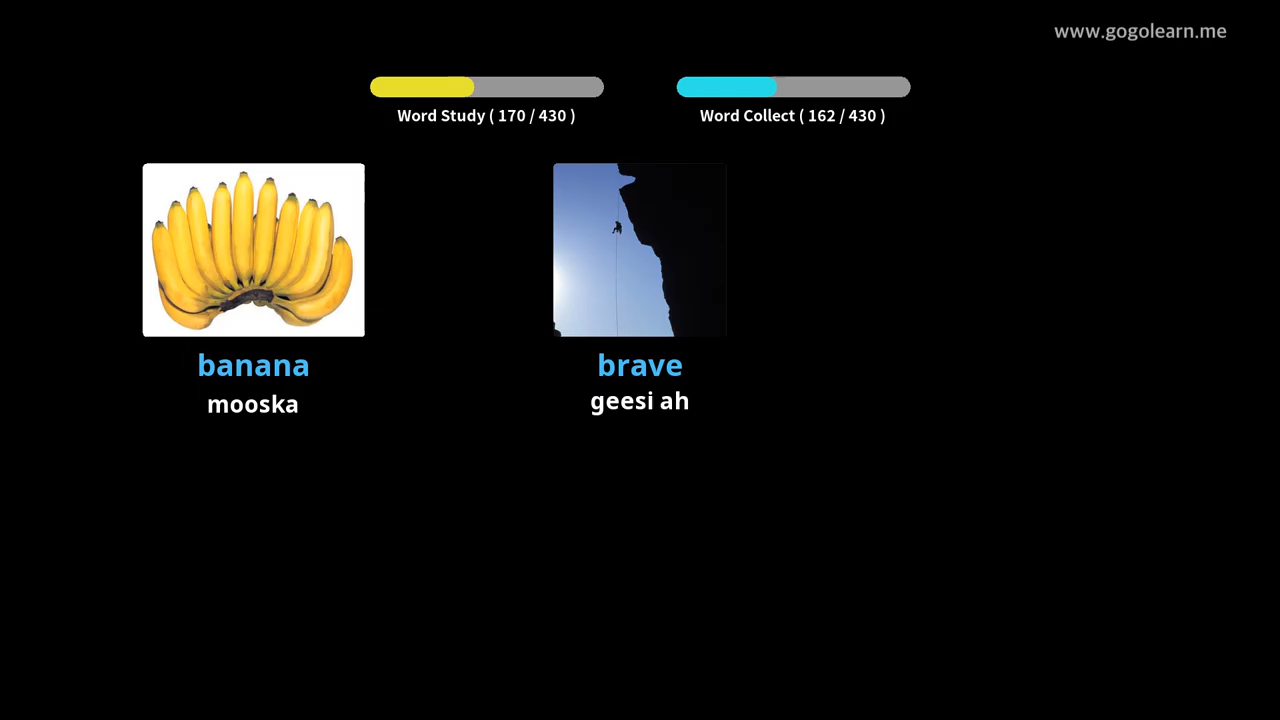 www.gogolearn.me
Word Study ( 170 / 430 )
Word Collect ( 162 / 430 )
banana
mooska
brave
geesi ah